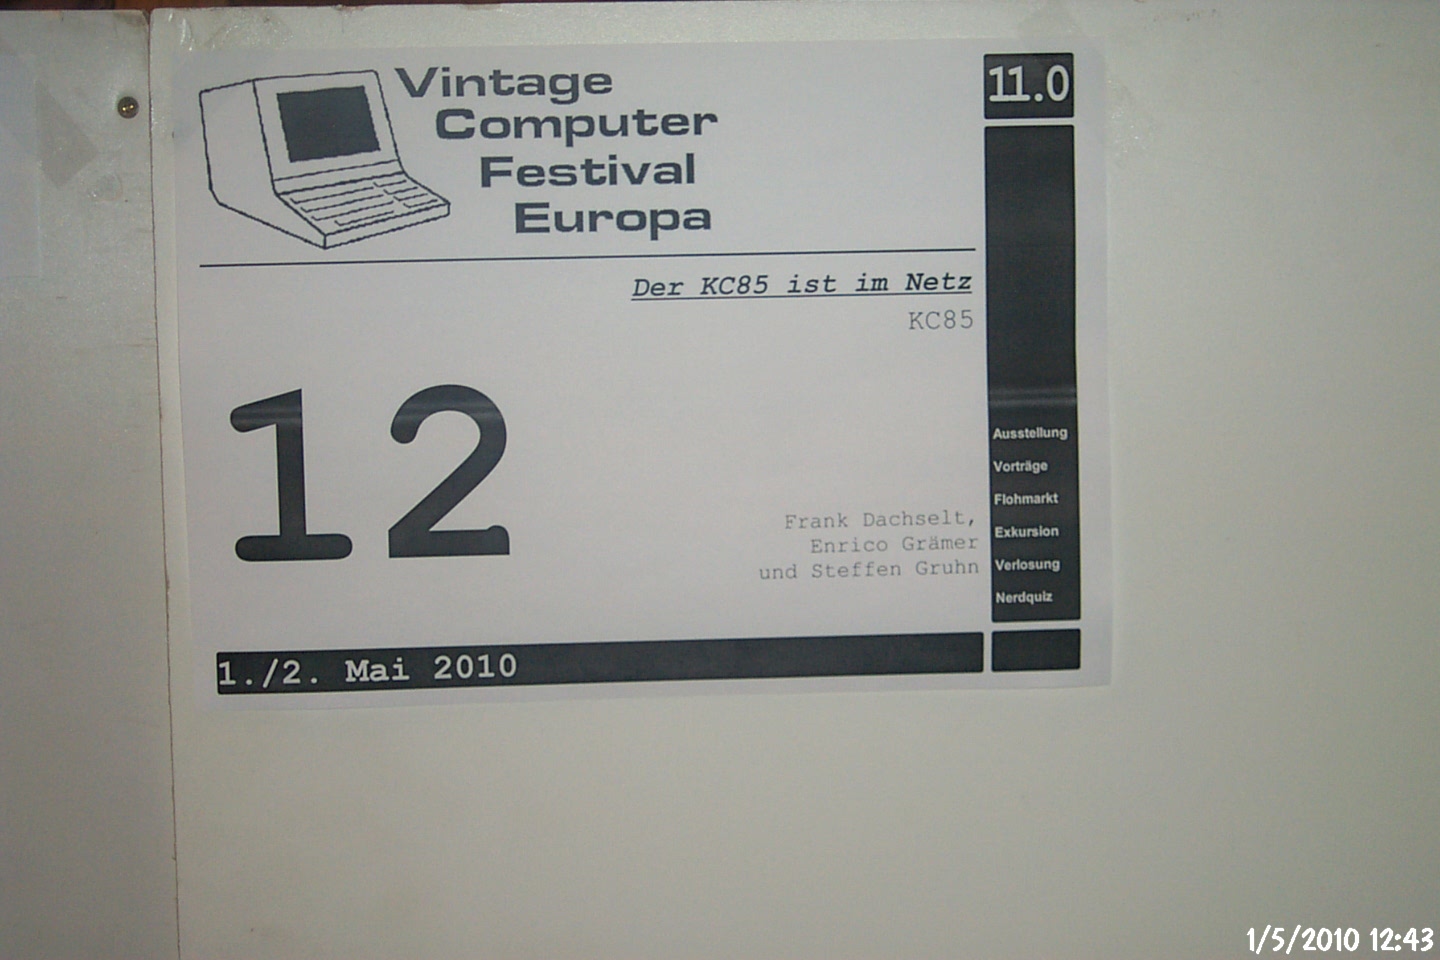 Vintage
Computer
Festival
Europa
11.0
Der KC85 ist im Netz
KC85
12
Frank Dachselt,
Enrico Grämer
und Steffen Gruhn
Ausstellung
Vorträge
Flohmarkt
Exkursion
Verlosung
Nerdquiz
1./2. Mai 2010
1/5/2010 12:43